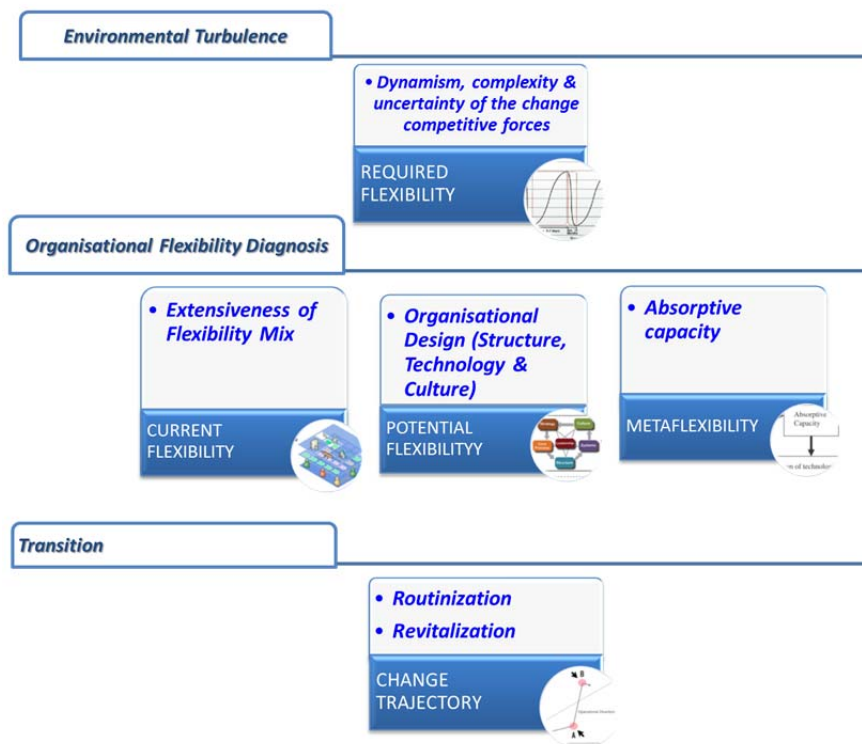 Environmental Turbulence
• Dynamism, complexity &
uncertainty of the change
competitive forces
REQUIRED
FLEXIBILITY
Organisational Flexibility Diagnosis
• Extensiveness of
Flexibility Mix
CURRENT
FLEXIBILITY
• Organisational
Design (Structure,
Technology &
Culture)
POTENTIAL
FLEXIBILITYY
• Absorptive
capacity
METAFLEXIBILITY
Absorptive
Capacity
of technolo
Transition
• Routinization
• Revitalization
CHANGE
TRAJECTORY
B
A